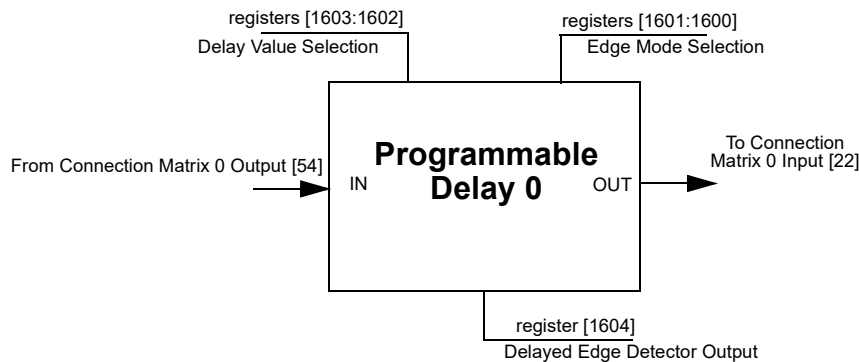 registers [1603:1602]
Delay Value Selection
registers [1601:1600]
Edge Mode Selection
From Connection Matrix 0 Output [54]
IN
Programmable
Delay 0
OUT
To Connection
Matrix 0 Input [22]
register [1604]
Delayed Edge Detector Output